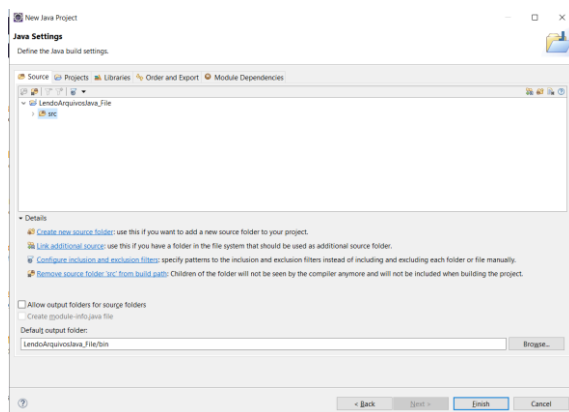 New Java Project
Java Settings
Define the Java build settings.
Source Projects Libraries Order and Export Module Dependencies
LendoArquivosJava_File
src
Details
Create new source folder: use this if you want to add a new source folder to your project.
Link additional source: use this if you have a folder in the file system that should be used as additional source folder.
Configure inclusion and exclusion filters: specify patterns to the inclusion and exclusion filters instead of including and excluding each folder or file manually.
Remove source folder 'src' from build path: Children of the folder will not be seen by the compiler anymore and will not be included when building the project.
Allow output folders for source folders
Create module-info.java file
Default output folder:
LendoArquivosJava_File/bin Browse...
< Back Next > Finish Cancel